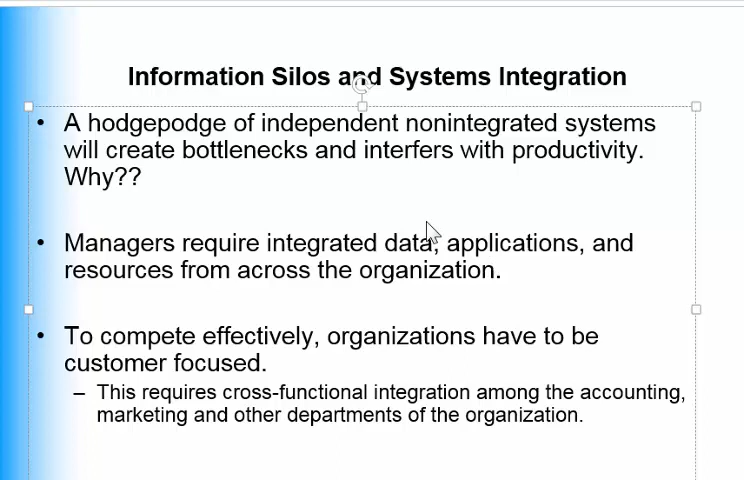 Information Silos and Systems Integration
• A hodgepodge of independent nonintegrated systems
will create bottlenecks and interfers with productivity.
Why??
• Managers require integrated data, applications, and
resources from across the organization.
• To compete effectively, organizations have to be
customer focused.
– This requires cross-functional integration among the accounting,
marketing and other departments of the organization.